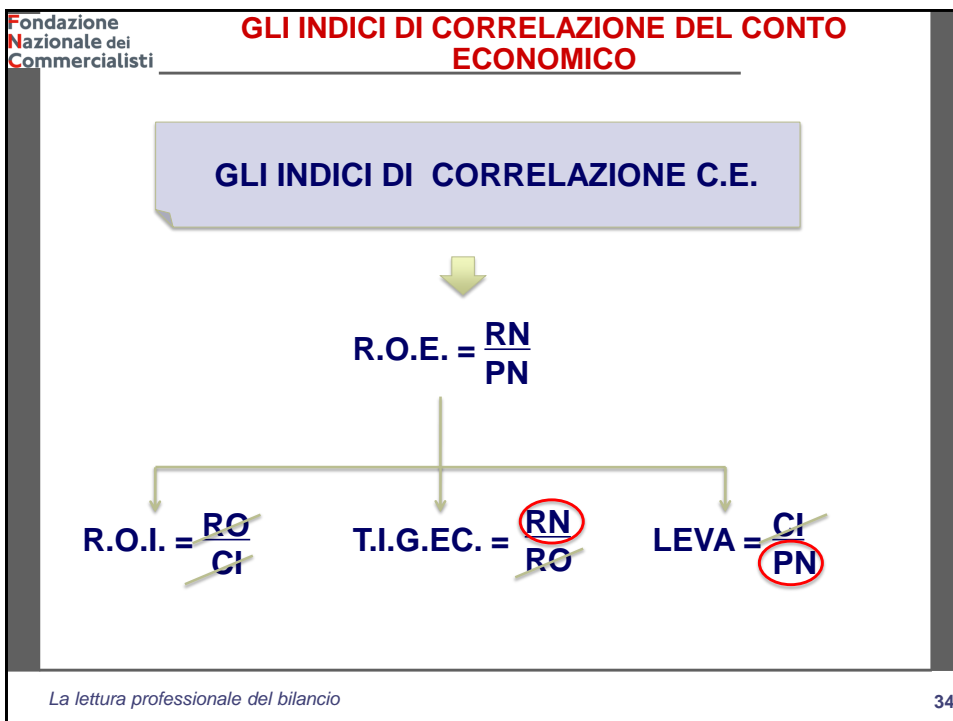 Fondazione
Nazionale dei
Commercialisti
GLI INDICI DI CORRELAZIONE DEL CONTO
ECONOMICO
GLI INDICI DI CORRELAZIONE C.E.
R.O.E. = RN
PN
R.O.I. = RO
CI
T.I.G.EC. = RN
RO
LEVA = CI
PN
La lettura professionale del bilancio
34